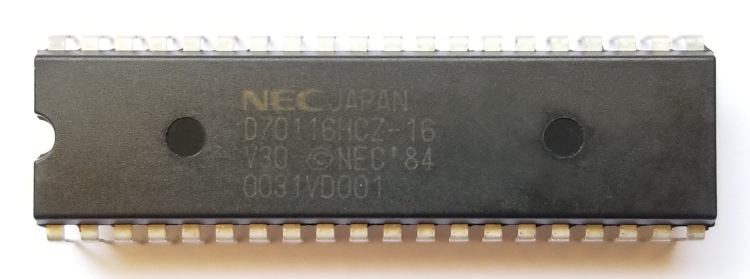 NEC JAPAN
D70116HCZ-16
V30 ©NEC'84
0031VD001